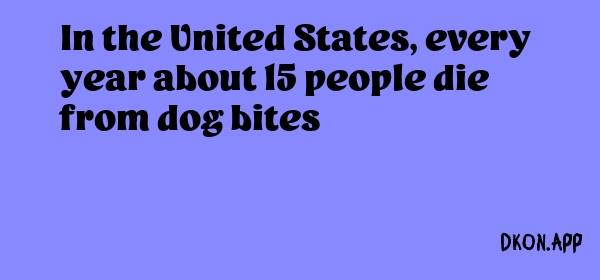 In the United States, every
year about 15 people die
from dog bites
DKON.APP